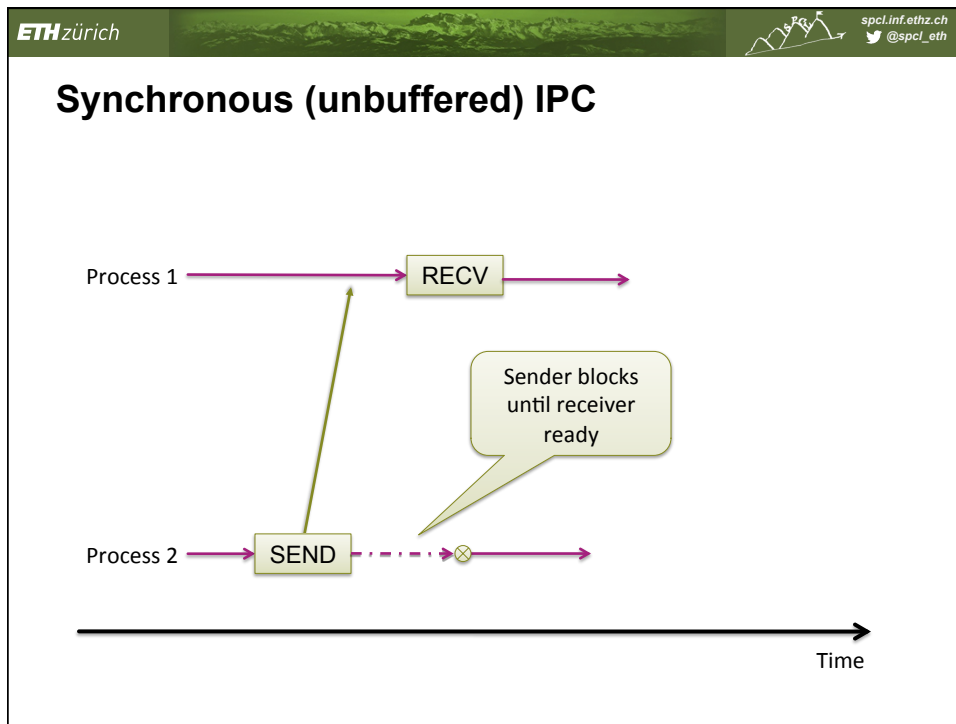 ETH zürich
spcl.inf.ethz.ch
@spcl_eth
Synchronous (unbuffered) IPC
Process 1
RECV
Sender blocks
until receiver
ready
Process 2
SEND
Time